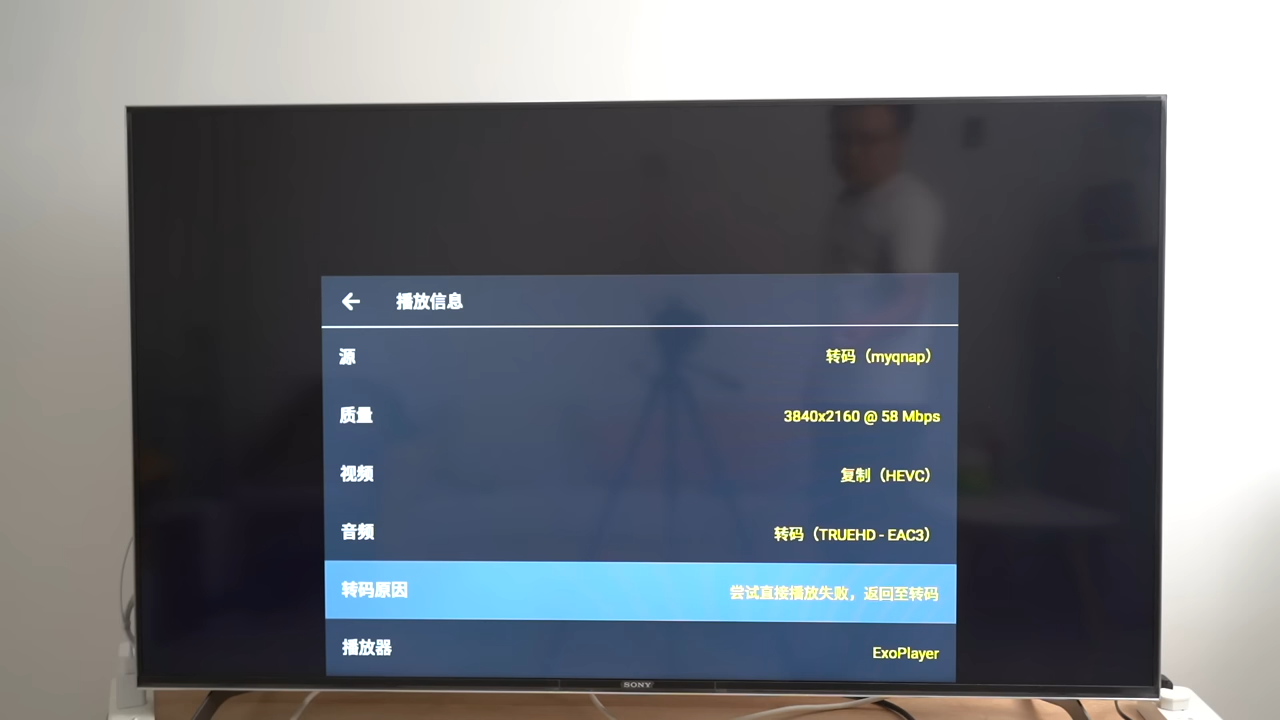 播放信息
源 转码（myqnap）
质量 3840x2160 @ 58 Mbps
视频 复制（HEVC）
音频 转码（TRUEHD - EAC3）
转码原因 尝试直接播放失败，返回至转码
播放器 ExoPlayer
SONY